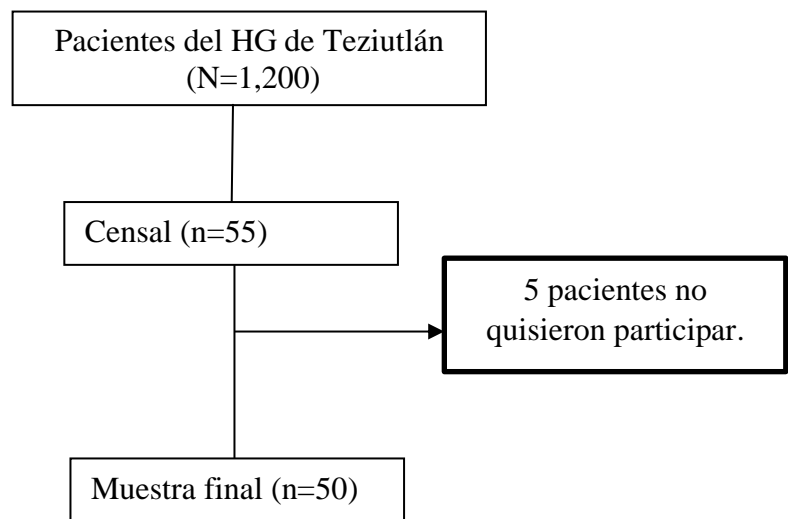 Pacientes del HG de Teziutlán
(N=1,200)
Censal (n=55)
5 pacientes no
quisieron participar.
Muestra final (n=50)